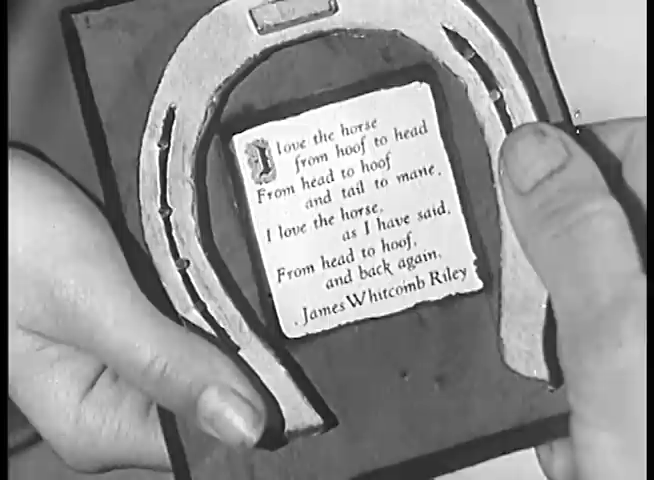 I love the horse
from hoof to head
From head to hoof
and tail to mane.
I love the horse,
as I have said,
From head to hoof,
and back again.
. James Whitcomb Riley